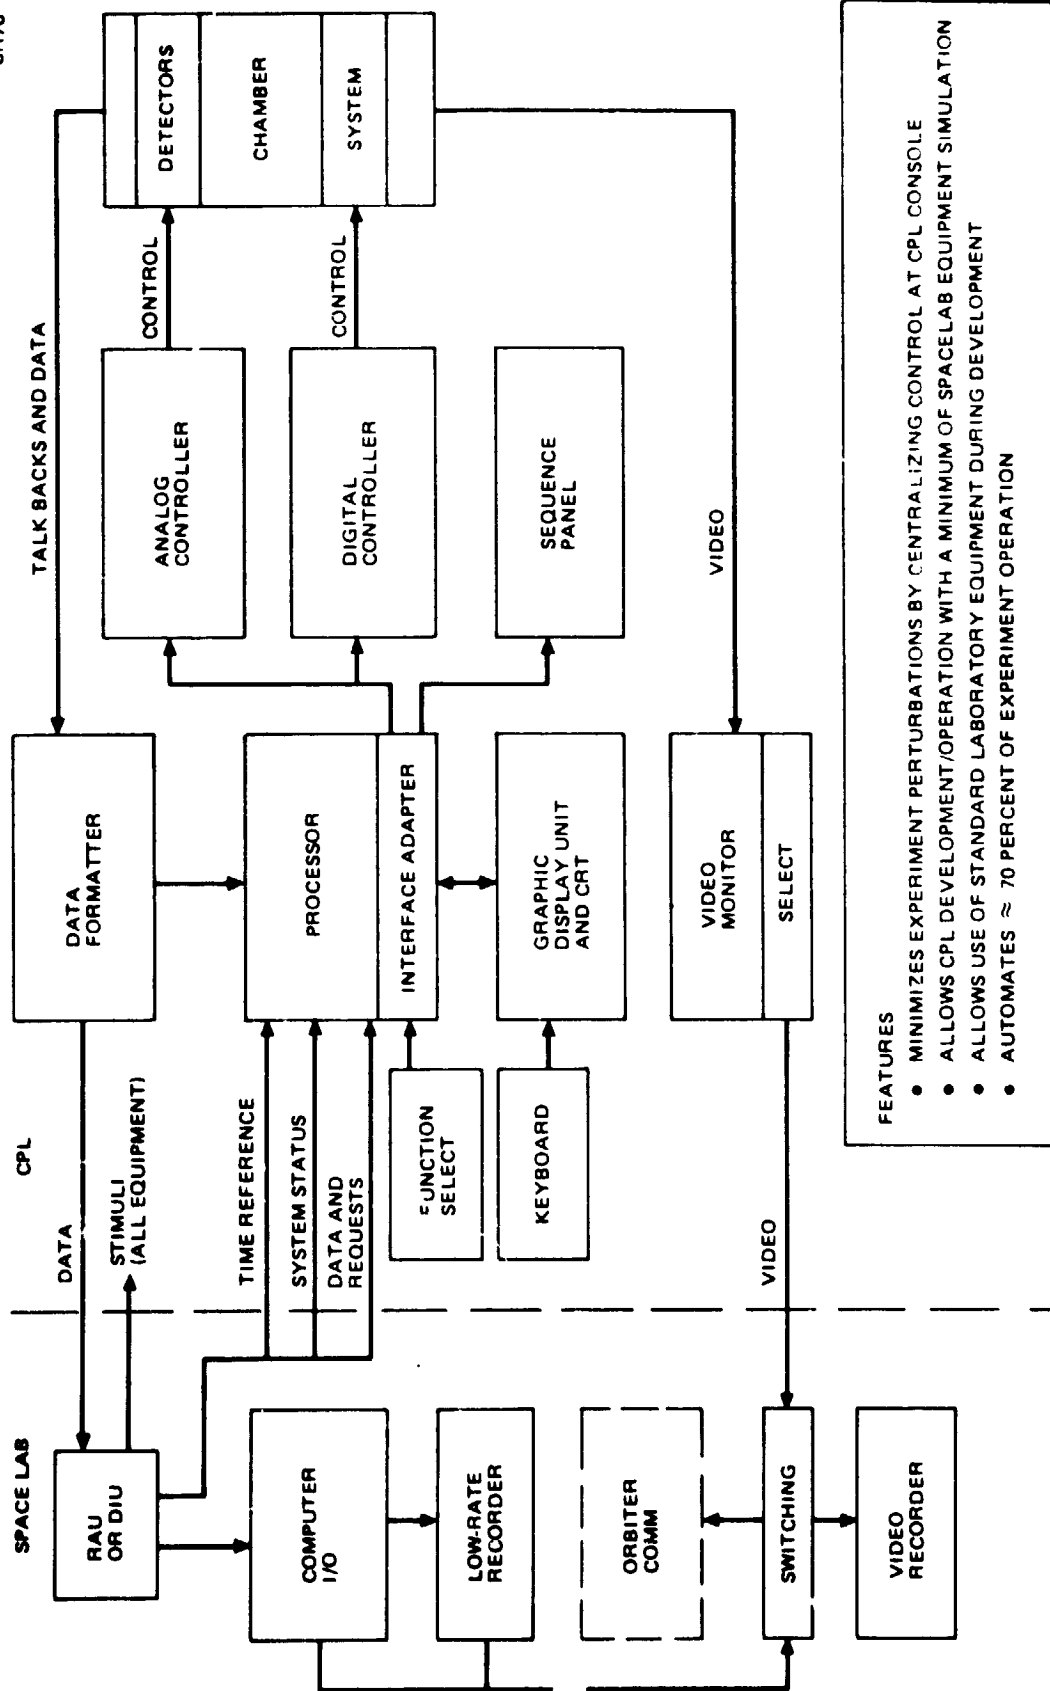 SPACE LAB
CPL
RAU
OR DIU
DATA
STIMULI
(ALL EQUIPMENT)
DATA
FORMATTER
TALK BACKS AND DATA
COMPUTER
I/O
TIME REFERENCE
SYSTEM STATUS
DATA AND
REQUESTS
PROCESSOR
INTERFACE ADAPTER
ANALOG
CONTROLLER
CONTROL
DIGITAL
CONTROLLER
CONTROL
DETECTORS
CHAMBER
SYSTEM
LOW-RATE
RECORDER
FUNCTION
SELECT
KEYBOARD
GRAPHIC
DISPLAY UNIT
AND CRT
SEQUENCE
PANEL
ORBITER
COMM
SWITCHING
VIDEO
VIDEO
MONITOR
SELECT
VIDEO
VIDEO
RECORDER
FEATURES
• MINIMIZES EXPERIMENT PERTURBATIONS BY CENTRALIZING CONTROL AT CPL CONSOLE
• ALLOWS CPL DEVELOPMENT/OPERATION WITH A MINIMUM OF SPACELAB EQUIPMENT SIMULATION
• ALLOWS USE OF STANDARD LABORATORY EQUIPMENT DURING DEVELOPMENT
• AUTOMATES ≈ 70 PERCENT OF EXPERIMENT OPERATION